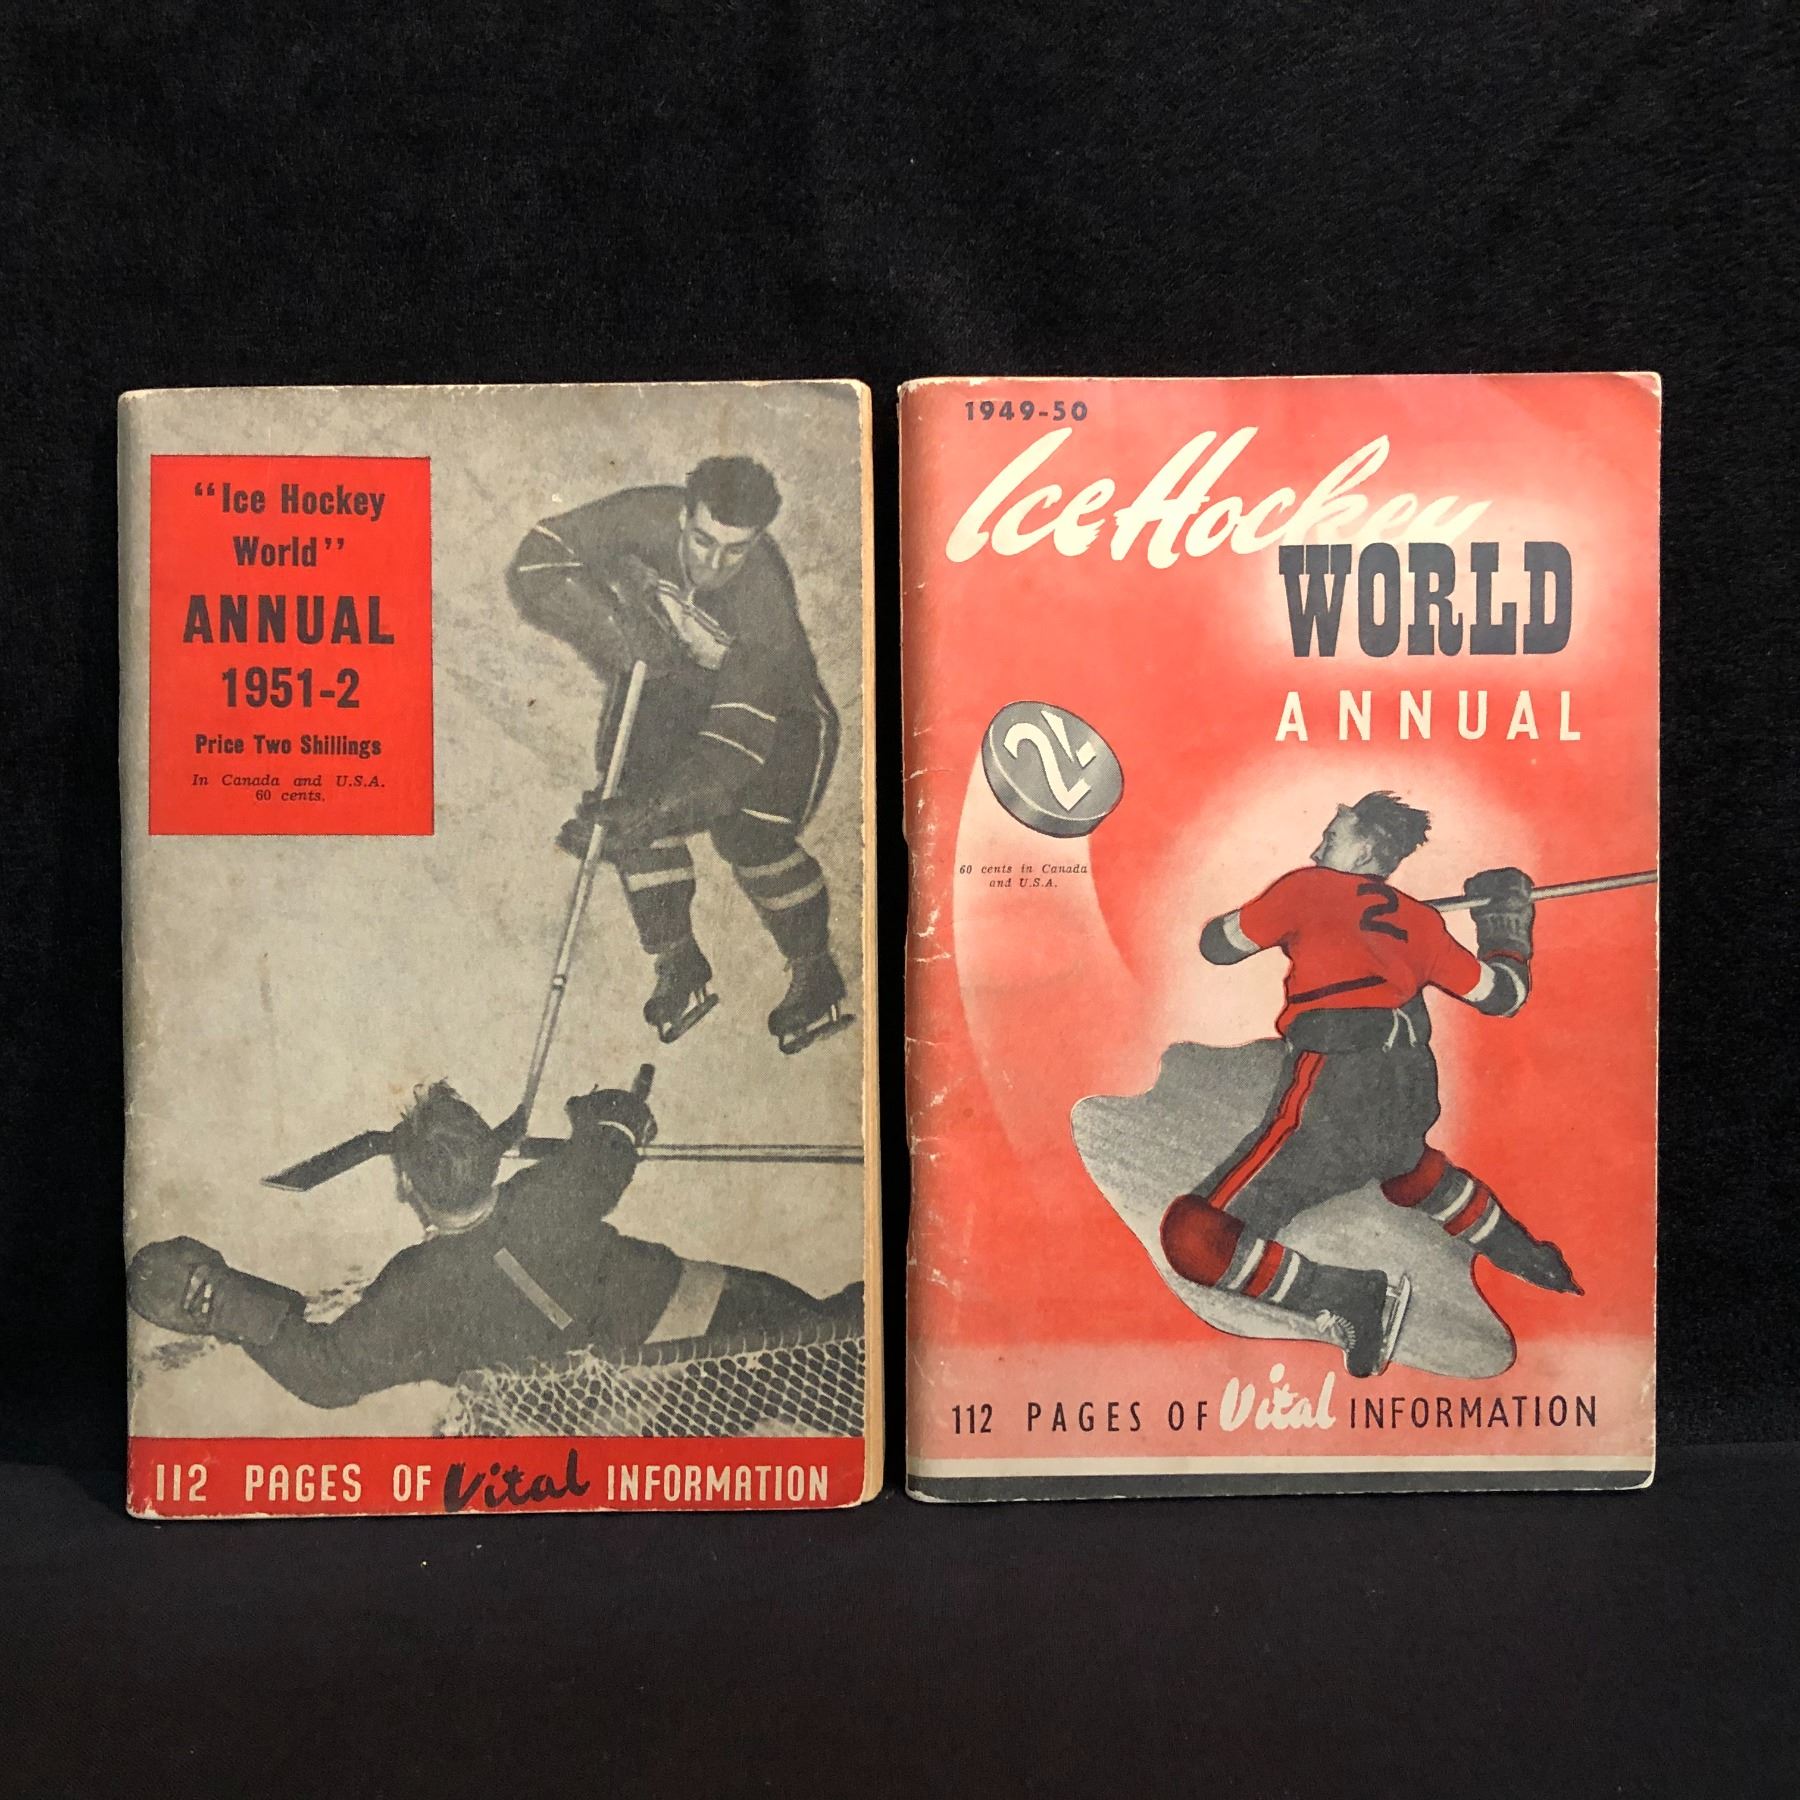 “Ice Hockey
World”
ANNUAL
1951-2
Price Two Shillings
In Canada and U.S.A.
60 cents.
112 PAGES OF Vital INFORMATION
1949-50
Ice Hockey
WORLD
ANNUAL
2/-
60 cents in Canada
and U.S.A.
2
112 PAGES OF Vital INFORMATION